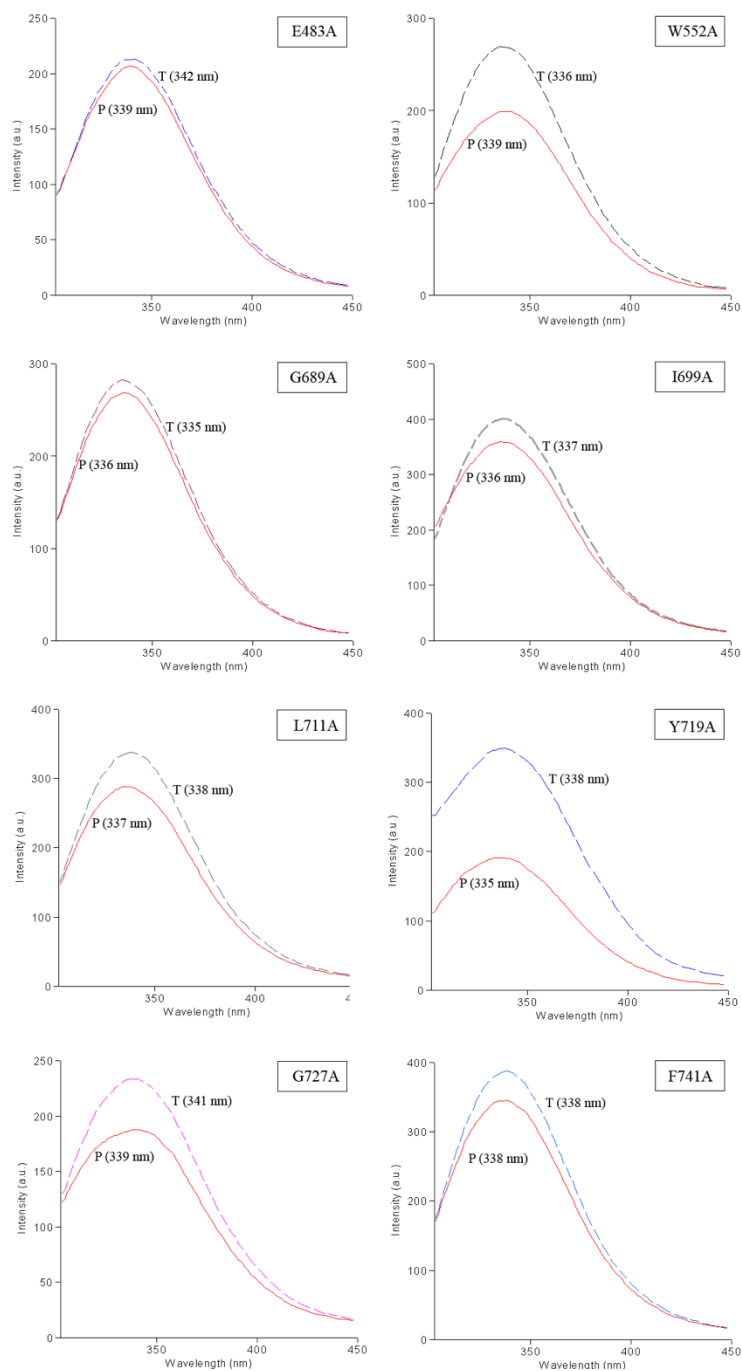 E483A
250
200
150
100
50
0
350
400
450
Intensity (a.u.)
Wavelength (nm)
T (342 nm)
P (339 nm)
W552A
300
200
100
0
350
400
450
Intensity (a.u.)
Wavelength (nm)
T (336 nm)
P (339 nm)
G689A
300
200
100
0
350
400
450
Intensity (a.u.)
Wavelength (nm)
T (335 nm)
P (336 nm)
I699A
500
400
300
200
100
0
350
400
450
Intensity (a.u.)
Wavelength (nm)
T (337 nm)
P (336 nm)
L711A
400
300
200
100
0
350
400
4
Intensity (a.u.)
Wavelength (nm)
T (338 nm)
P (337 nm)
Y719A
400
300
200
100
0
350
400
450
Intensity (a.u.)
Wavelength (nm)
T (338 nm)
P (335 nm)
G727A
250
200
150
100
50
0
350
400
450
Intensity (a.u.)
Wavelength (nm)
T (341 nm)
P (339 nm)
F741A
400
300
200
100
0
350
400
450
Intensity (a.u.)
Wavelength (nm)
T (338 nm)
P (338 nm)